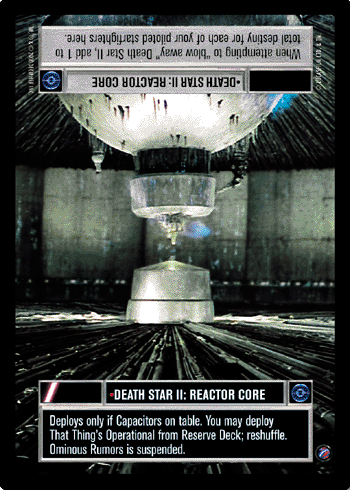 When attempting to "blow away" Death Star II, add 1 to
total destiny for each of your piloted starfighters here.
•DEATH STAR II: REACTOR CORE
•DEATH STAR II: REACTOR CORE
Deploys only if Capacitors on table. You may deploy
That Thing's Operational from Reserve Deck; reshuffle.
Ominous Rumors is suspended.